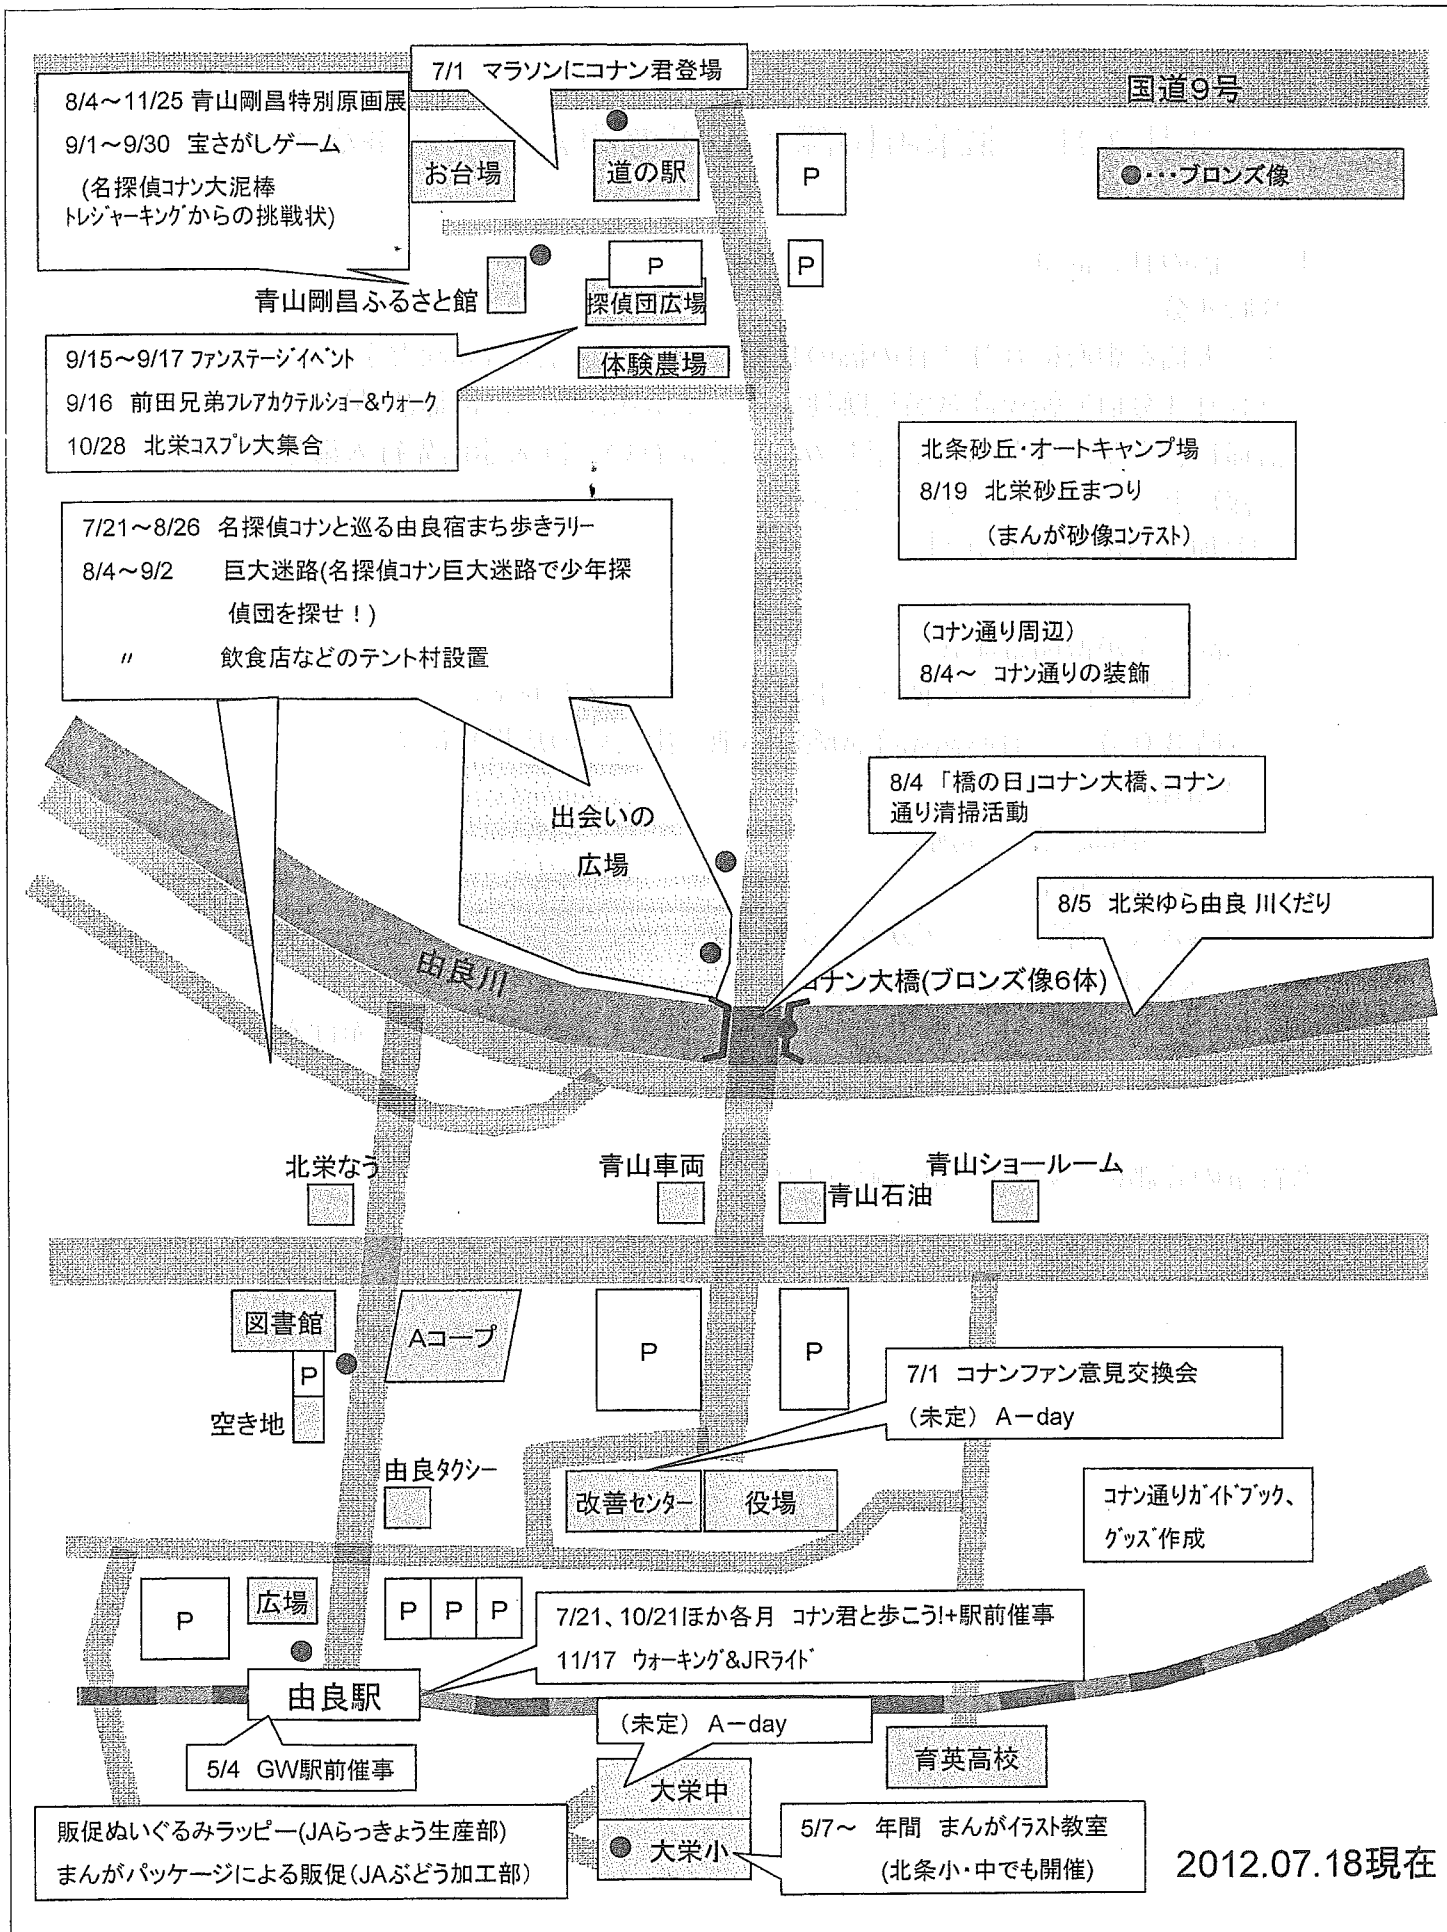 7/1 マラソンにコナン君登場
国道9号
8/4～11/25 青山剛昌特別原画展
9/1～9/30 宝さがしゲーム
(名探偵コナン大泥棒
トレジャーキングからの挑戦状)
お台場
道の駅
P
●･･･ブロンズ像
P
P
青山剛昌ふるさと館
探偵団広場
体験農場
9/15～9/17 ファンステージイベント
9/16 前田兄弟フレアカクテルショー&ウォーク
10/28 北栄コスプレ大集合
北条砂丘・オートキャンプ場
8/19 北栄砂丘まつり
(まんが砂像コンテスト)
7/21～8/26 名探偵コナンと巡る由良宿まち歩きラリー
8/4～9/2 巨大迷路(名探偵コナン巨大迷路で少年探
偵団を探せ！)
〃 飲食店などのテント村設置
(コナン通り周辺)
8/4～ コナン通りの装飾
8/4 「橋の日」コナン大橋、コナン
通り清掃活動
出会いの
広場
8/5 北栄ゆら由良 川くだり
由良川
コナン大橋(ブロンズ像6体)
北栄なう
青山車両
青山石油
青山ショールーム
図書館
Aコープ
P
P
P
空き地
7/1 コナンファン意見交換会
(未定) A－day
由良タクシー
改善センター
役場
コナン通りガイドブック、
グッズ作成
P
広場
P P P
7/21、10/21ほか各月 コナン君と歩こう!+駅前催事
11/17 ウォーキング&JRライド
由良駅
(未定) A－day
5/4 GW駅前催事
育英高校
大栄中
大栄小
5/7～ 年間 まんがイラスト教室
(北条小・中でも開催)
販促ぬいぐるみラッピー(JAらっきょう生産部)
まんがパッケージによる販促(JAぶどう加工部)
2012.07.18現在